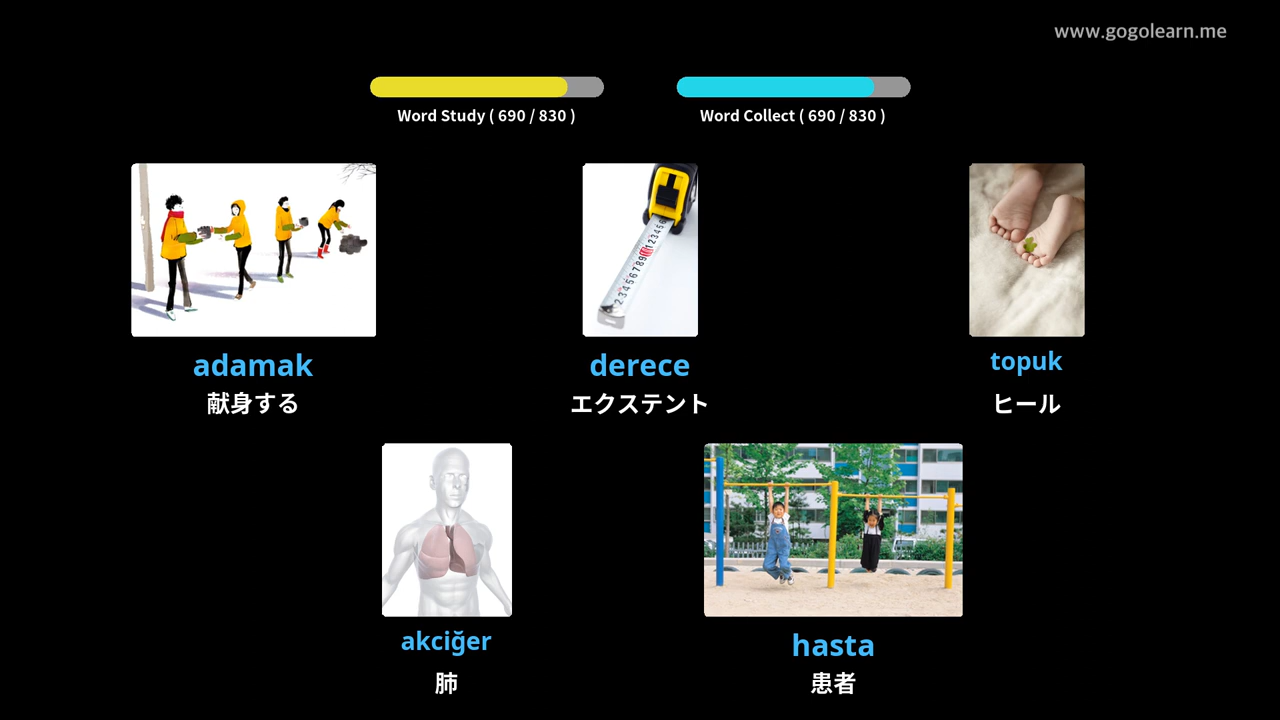 www.gogolearn.me
Word Study ( 690 / 830 )
Word Collect ( 690 / 830 )
adamak
献身する
derece
エクステント
topuk
ヒール
akciğer
肺
hasta
患者